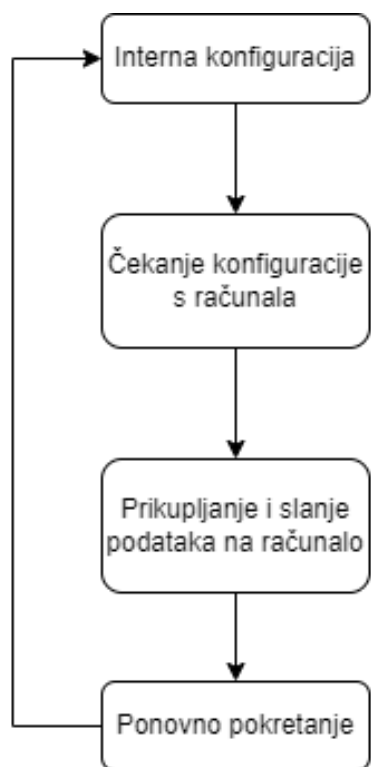 Interna konfiguracija
Čekanje konfiguracije
s računala
Prikupljanje i slanje
podataka na računalo
Ponovno pokretanje